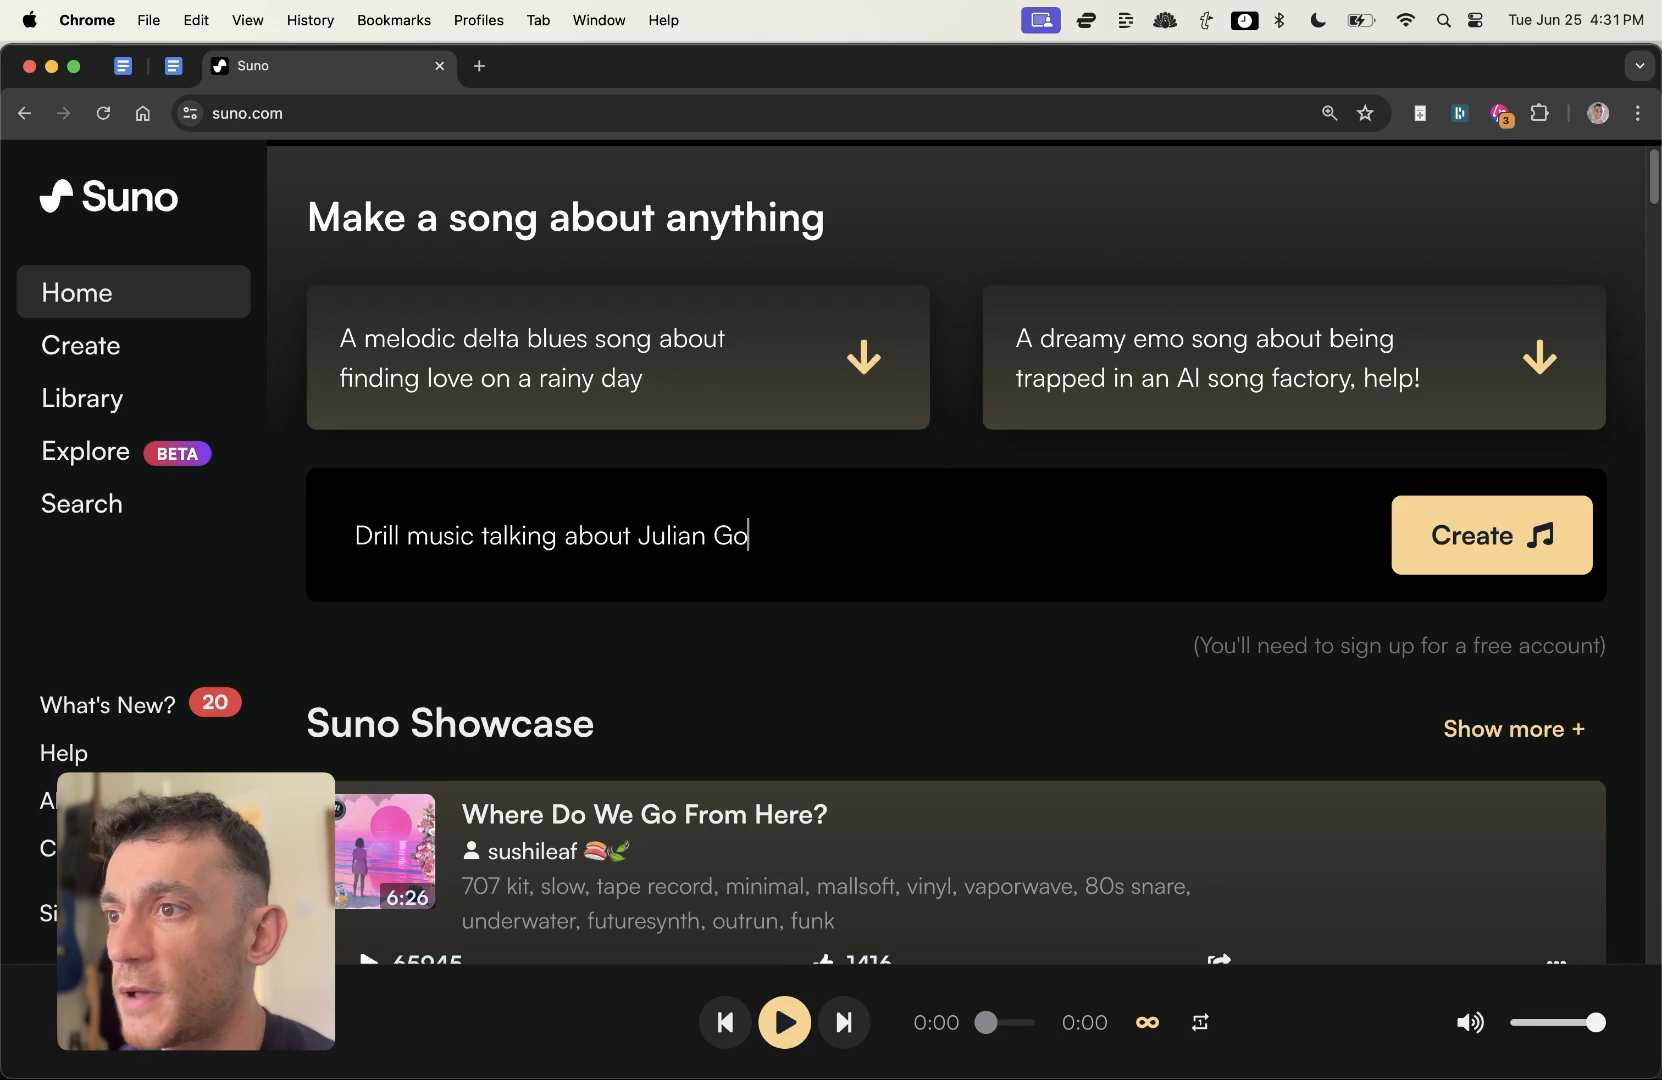 Chrome File Edit View History Bookmarks Profiles Tab Window Help Tue Jun 25 4:31 PM
Suno
suno.com
3
Suno
Home
Create
Library
Explore BETA
Search
What's New? 20
Help
Make a song about anything
A melodic delta blues song about
finding love on a rainy day
A dreamy emo song about being
trapped in an AI song factory, help!
Drill music talking about Julian Go
Create
(You'll need to sign up for a free account)
Suno Showcase
Show more +
6:26
Where Do We Go From Here?
sushileaf
707 kit, slow, tape record, minimal, mallsoft, vinyl, vaporwave, 80s snare,
underwater, futuresynth, outrun, funk
65945 1416
0:00 0:00